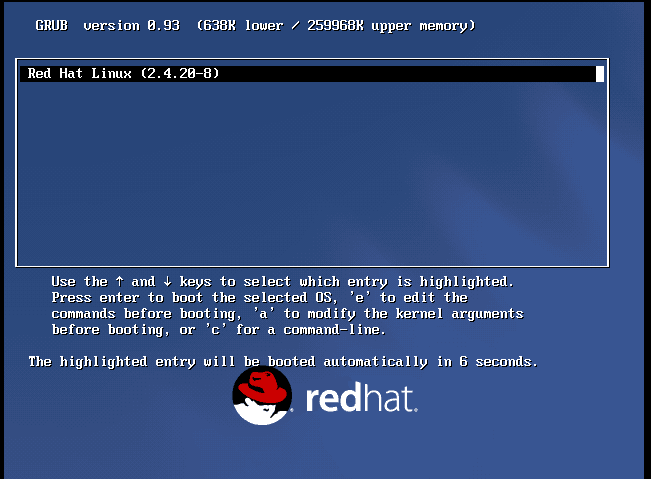 GRUB version 0.93 (638K lower / 259968K upper memory)
Red Hat Linux (2.4.20-8)
Use the ↑ and ↓ keys to select which entry is highlighted.
Press enter to boot the selected OS, 'e' to edit the
commands before booting, 'a' to modify the kernel arguments
before booting, or 'c' for a command-line.
The highlighted entry will be booted automatically in 6 seconds.
redhat.